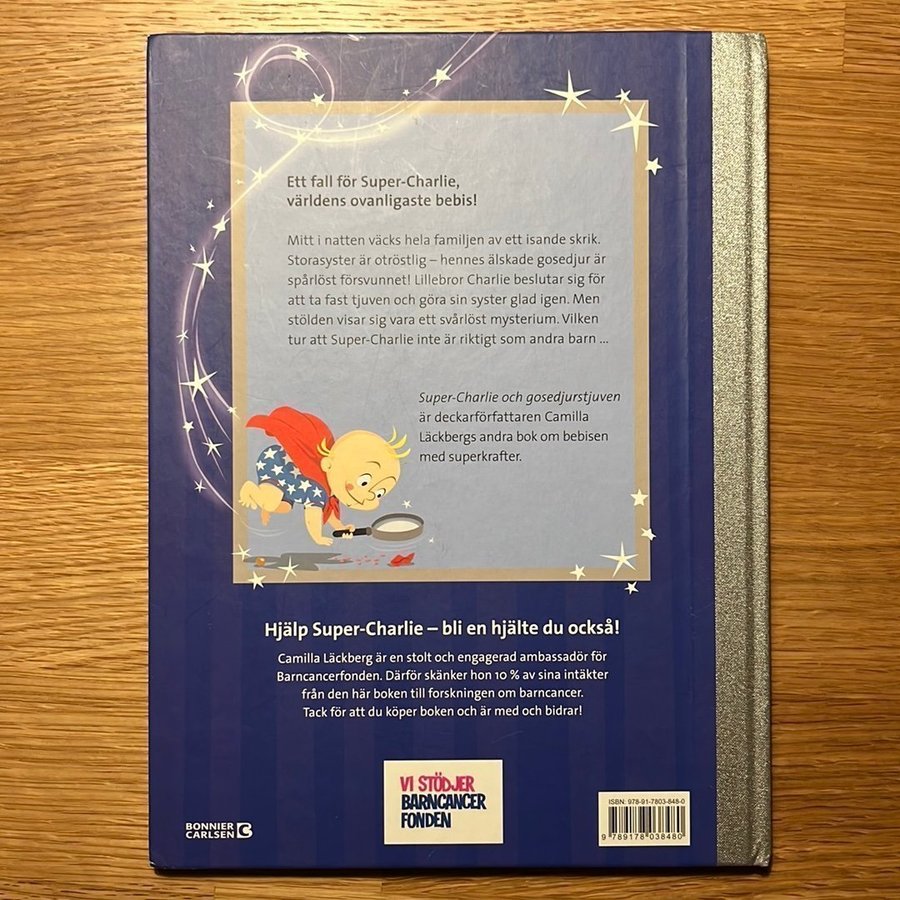 Ett fall för Super-Charlie,
världens ovanligaste bebis!
Mitt i natten väcks hela familjen av ett isande skrik.
Storasyster är otröstlig – hennes älskade gosedjur är
spårlöst försvunnet! Lillebror Charlie beslutar sig för
att ta fast tjuven och göra sin syster glad igen. Men
stölden visar sig vara ett svårlöst mysterium. Vilken
tur att Super-Charlie inte är riktigt som andra barn ...
Super-Charlie och gosedjurstjuven
är deckarförfattaren Camilla
Läckbergs andra bok om bebisen
med superkrafter.
Hjälp Super-Charlie – bli en hjälte du också!
Camilla Läckberg är en stolt och engagerad ambassadör för
Barncancerfonden. Därför skänker hon 10 % av sina intäkter
från den här boken till forskningen om barncancer.
Tack för att du köper boken och är med och bidrar!
VI STÖDJER
BARNCANCER
FONDEN
BONNIER
CARLSEN
ISBN: 978-91-7803-848-0
9 789178 038480